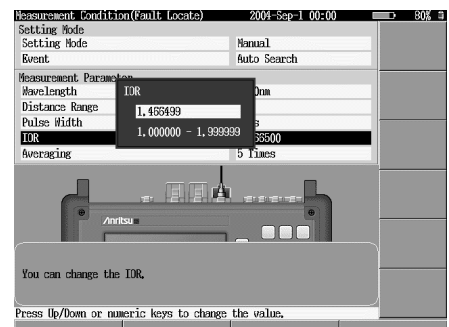 Measurement Condition(Fault Locate) 2004-Sep-1 00:00 80%
Setting Mode
Setting Mode Manual
Event Auto Search
Measurement Parameter
Wavelength
Distance Range
Pulse Width
IOR
Averaging 5 Times
IOR
1.466499
1.000000 - 1.999999
Anritsu
You can change the IOR.
Press Up/Down or numeric keys to change the value.